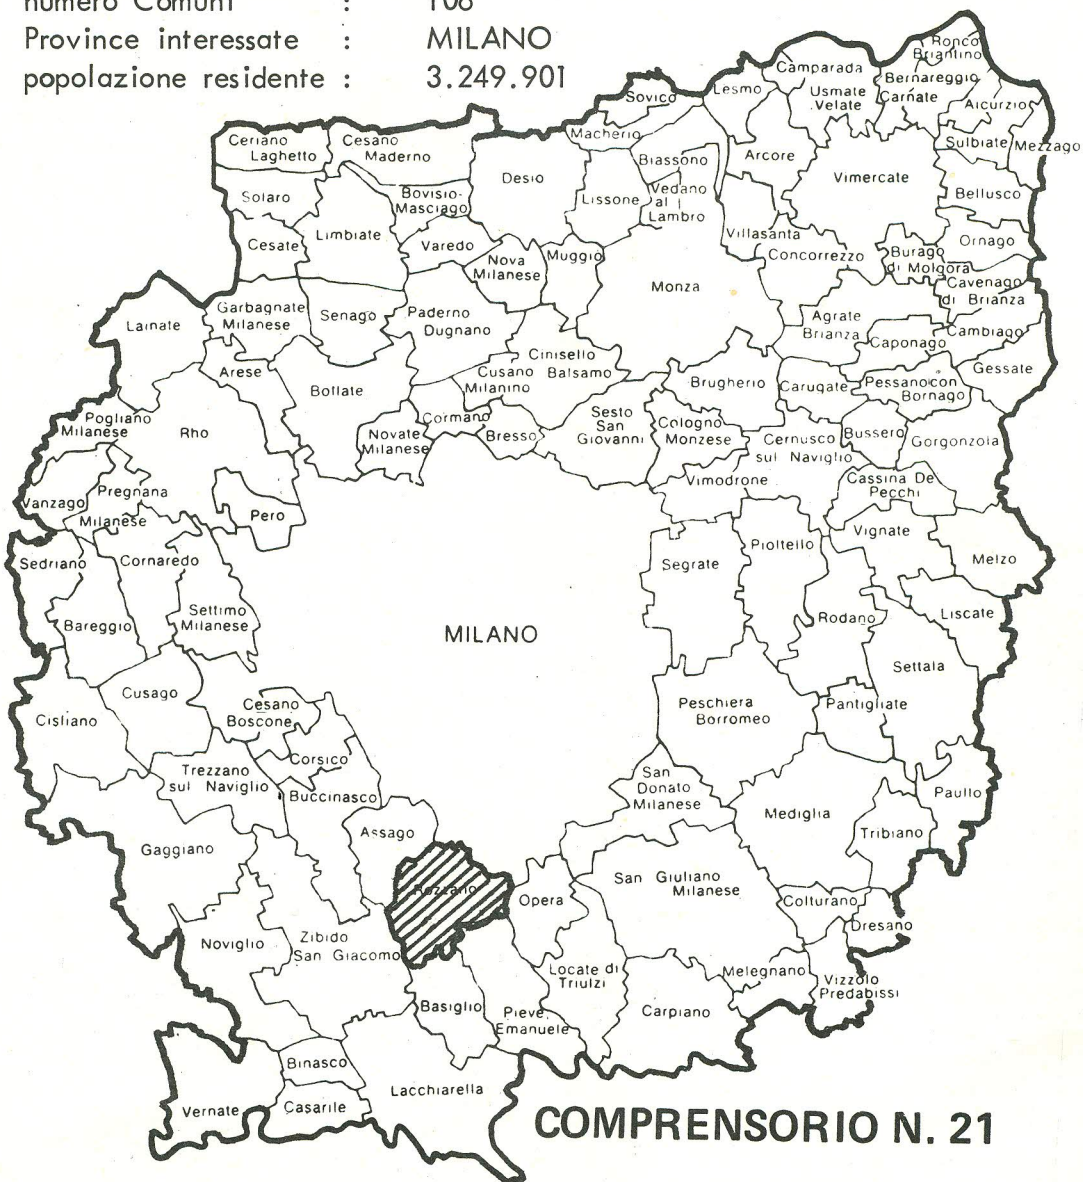 numero Comuni : 106
Province interessate : MILANO
popolazione residente : 3.249.901
Ronco
Briantino
Camparada
Bernareggio
Lesmo
Usmate
Velate
Carnate
Sovico
Aicurzio
Macherio
Ceriano
Laghetto
Cesano
Maderno
Sulbiate
Mezzago
Biassono
Arcore
Desio
Vimercate
Solaro
Bovisio-
Masciago
Lissone
Vedano
al
Lambro
Bellusco
Limbiate
Villasanta
Cesate
Varedo
Ornago
Nova
Milanese
Muggiò
Concorrezzo
Burago
di Molgora
Monza
Cavenago
di Brianza
Lainate
Garbagnate
Milanese
Senago
Paderno
Dugnano
Agrate
Brianza
Cambiago
Caponago
Cinisello
Balsamo
Gessate
Arese
Cusano
Milanino
Bollate
Brugherio
Carugate
Pessano con
Bornago
Pogliano
Milanese
Rho
Cormano
Sesto
San
Giovanni
Cologno
Monzese
Novate
Milanese
Bresso
Cernusco
sul Naviglio
Bussero
Gorgonzola
Vimodrone
Cassina De
Pecchi
Vanzago
Pregnana
Milanese
Pero
Vignate
Sedriano
Cornaredo
Pioltello
Segrate
Melzo
Bareggio
Settimo
Milanese
Liscate
Rodano
MILANO
Settala
Cusago
Cisliano
Cesano
Boscone
Peschiera
Borromeo
Pantigliate
Corsico
Trezzano
sul Naviglio
San
Donato
Milanese
Buccinasco
Paullo
Mediglia
Assago
Tribiano
Gaggiano
San Giuliano
Milanese
Rozzano
Opera
Colturano
Dresano
Noviglio
Zibido
San Giacomo
Locate di
Triulzi
Melegnano
Vizzolo
Predabissi
Basiglio
Pieve
Emanuele
Carpiano
Binasco
Lacchiarella
Vernate
Casarile
COMPRENSORIO N. 21